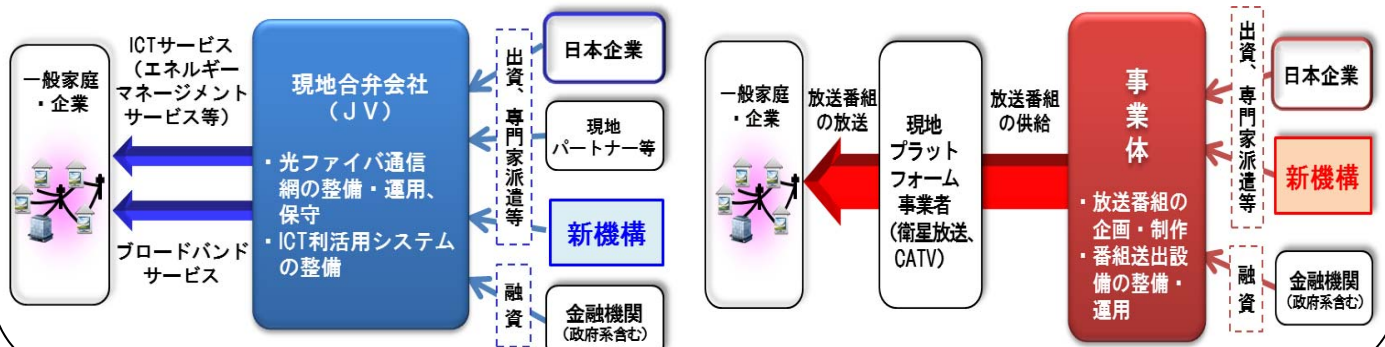 一般家庭
・企業
ICTサービス
(エネルギー
マネージメント
サービス等)
ブロードバンド
サービス
現地合弁会社
(JV)
・光ファイバ通信
網の整備・運用、
保守
・ICT利活用システム
の整備
出資、専門家派遣等
融資
日本企業
現地
パートナー等
新機構
金融機関
(政府系含む)
一般家庭
・企業
放送番組
の放送
現地
プラット
フォーム
事業者
(衛星放送、
CATV)
放送番組
の供給
事業体
・放送番組の
企画・制作
・番組送出設
備の整備・
運用
出資、専門家派遣等
融資
日本企業
新機構
金融機関
(政府系含む)